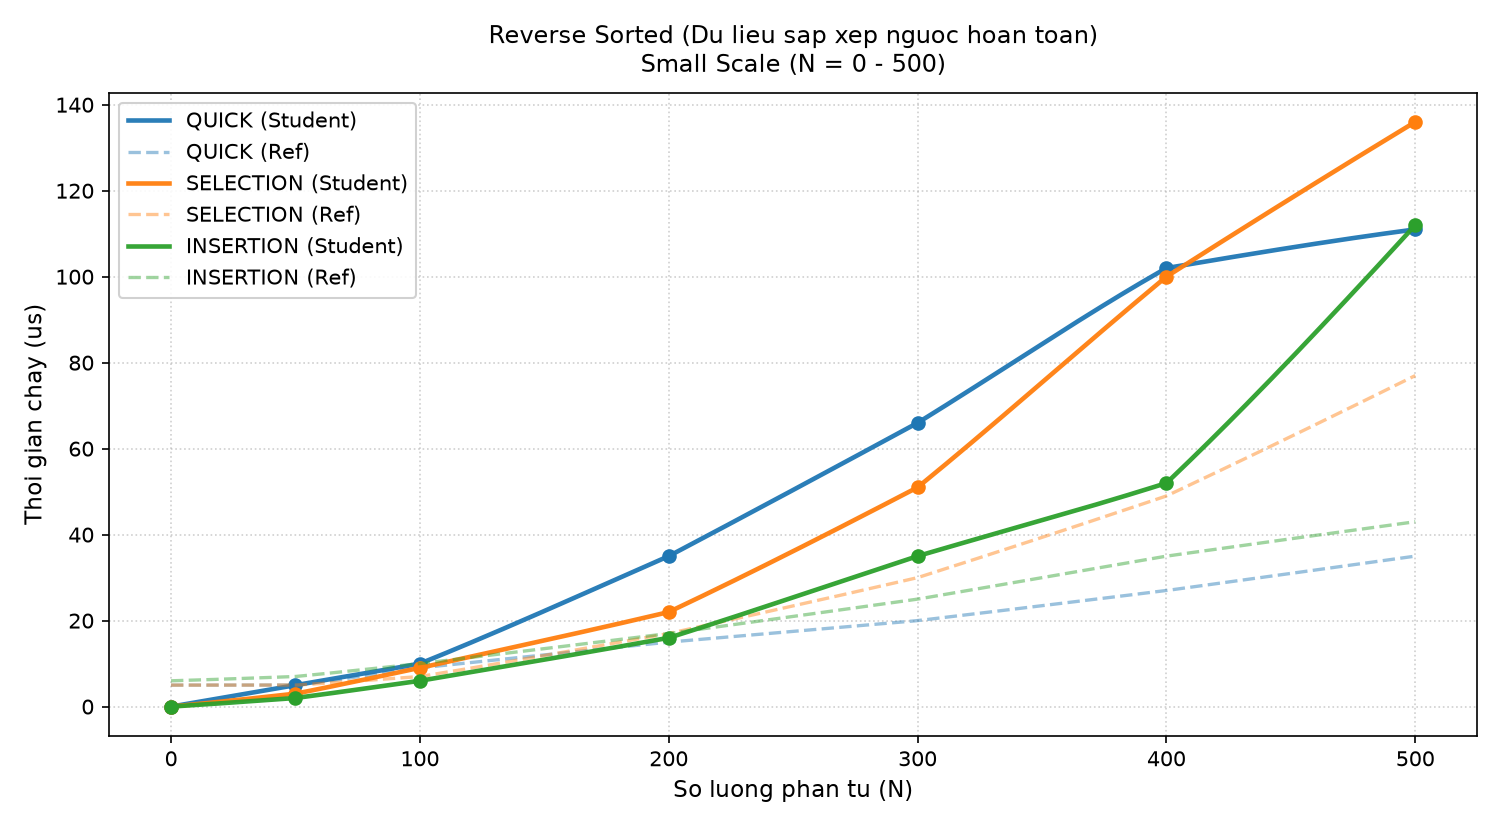 Reverse Sorted (Du lieu sap xep nguoc hoan toan)
Small Scale (N = 0 - 500)
QUICK (Student)
QUICK (Ref)
SELECTION (Student)
SELECTION (Ref)
INSERTION (Student)
INSERTION (Ref)
Thoi gian chay (us)
140
120
100
80
60
40
20
0
0 100 200 300 400 500
So luong phan tu (N)